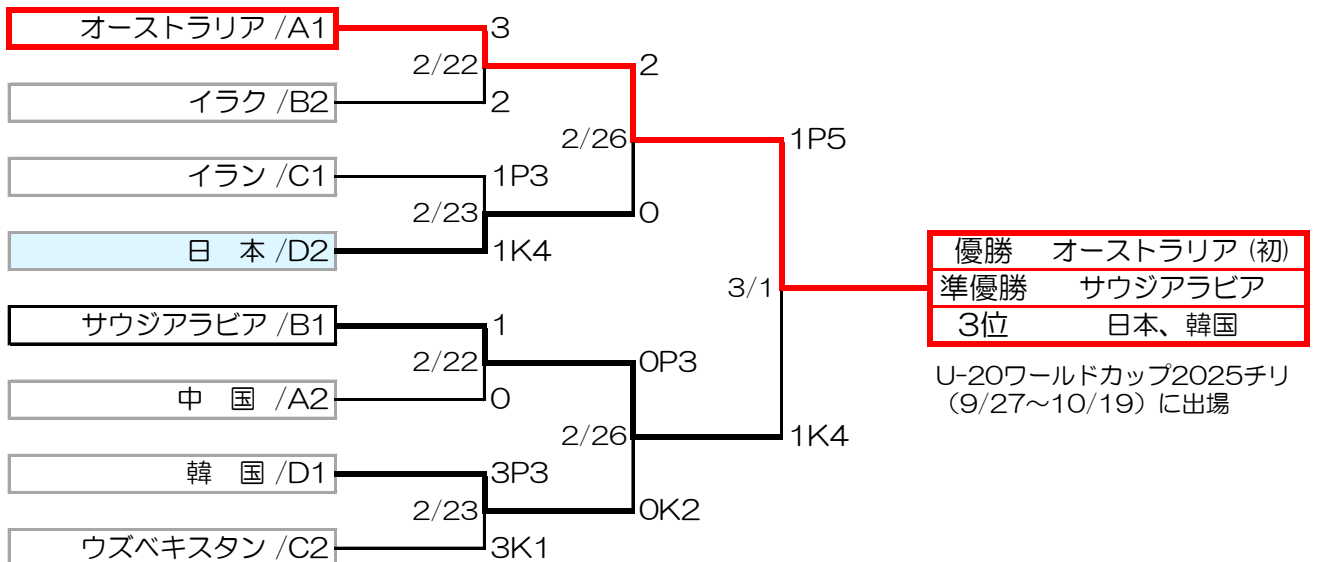 オーストラリア /A1
3
2/22
2
イラク /B2
2
2/26
1P5
イラン /C1
1P3
2/23
0
日 本 /D2
1K4
優勝 オーストラリア (初)
3/1
準優勝 サウジアラビア
サウジアラビア /B1
1
3位 日本、韓国
2/22
0P3
U-20ワールドカップ2025チリ
(9/27～10/19) に出場
中 国 /A2
0
2/26
1K4
韓 国 /D1
3P3
2/23
0K2
ウズベキスタン /C2
3K1